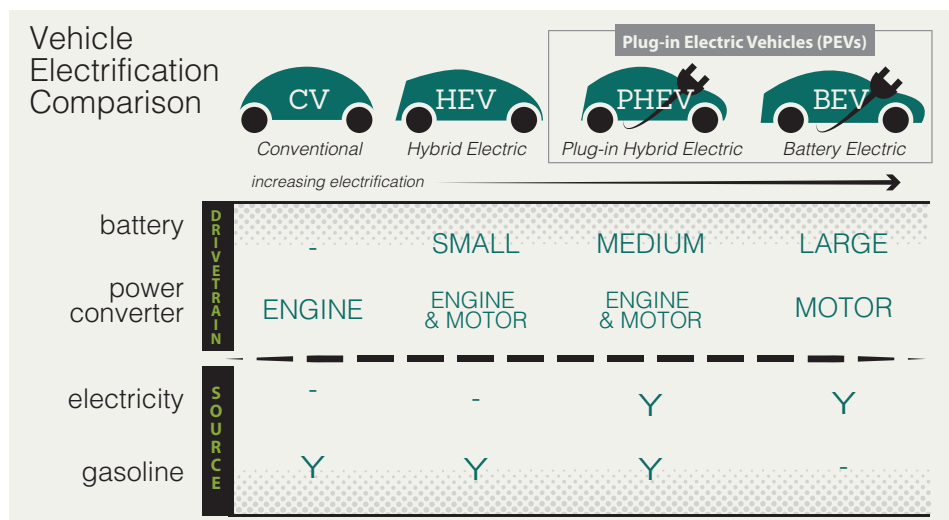 Vehicle
Electrification
Comparison
Plug-in Electric Vehicles (PEVs)
CV
HEV
PHEV
BEV
Conventional
Hybrid Electric
Plug-in Hybrid Electric
Battery Electric
increasing electrification
DRIVETRAIN
battery
-
SMALL
MEDIUM
LARGE
power
converter
ENGINE
ENGINE
& MOTOR
ENGINE
& MOTOR
MOTOR
SOURCE
electricity
-
-
Y
Y
gasoline
Y
Y
Y
-